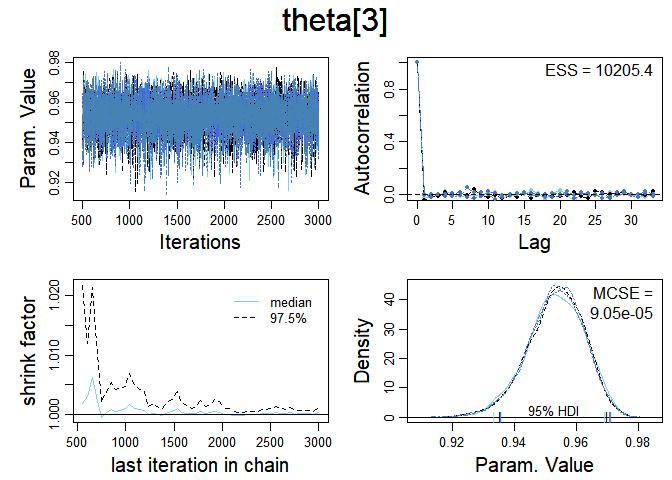 theta[3]
Param. Value
0.92 0.94 0.96 0.98
500 1000 1500 2000 2500 3000
Iterations
Autocorrelation
0.0 0.4 0.8
ESS = 10205.4
0 5 10 15 20 25 30
Lag
shrink factor
1.000 1.010 1.020
median
97.5%
500 1000 1500 2000 2500 3000
last iteration in chain
Density
0 10 20 30 40
MCSE =
9.05e-05
95% HDI
0.92 0.94 0.96 0.98
Param. Value